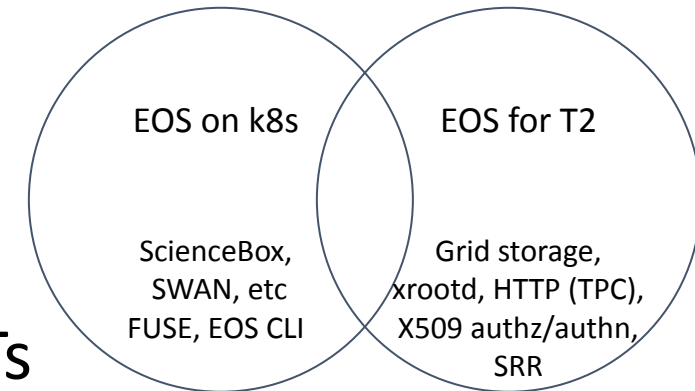 EOS on k8s
EOS for T2
ScienceBox,
SWAN, etc
FUSE, EOS CLI
Grid storage,
xrootd, HTTP (TPC),
X509 authz/authn,
SRR